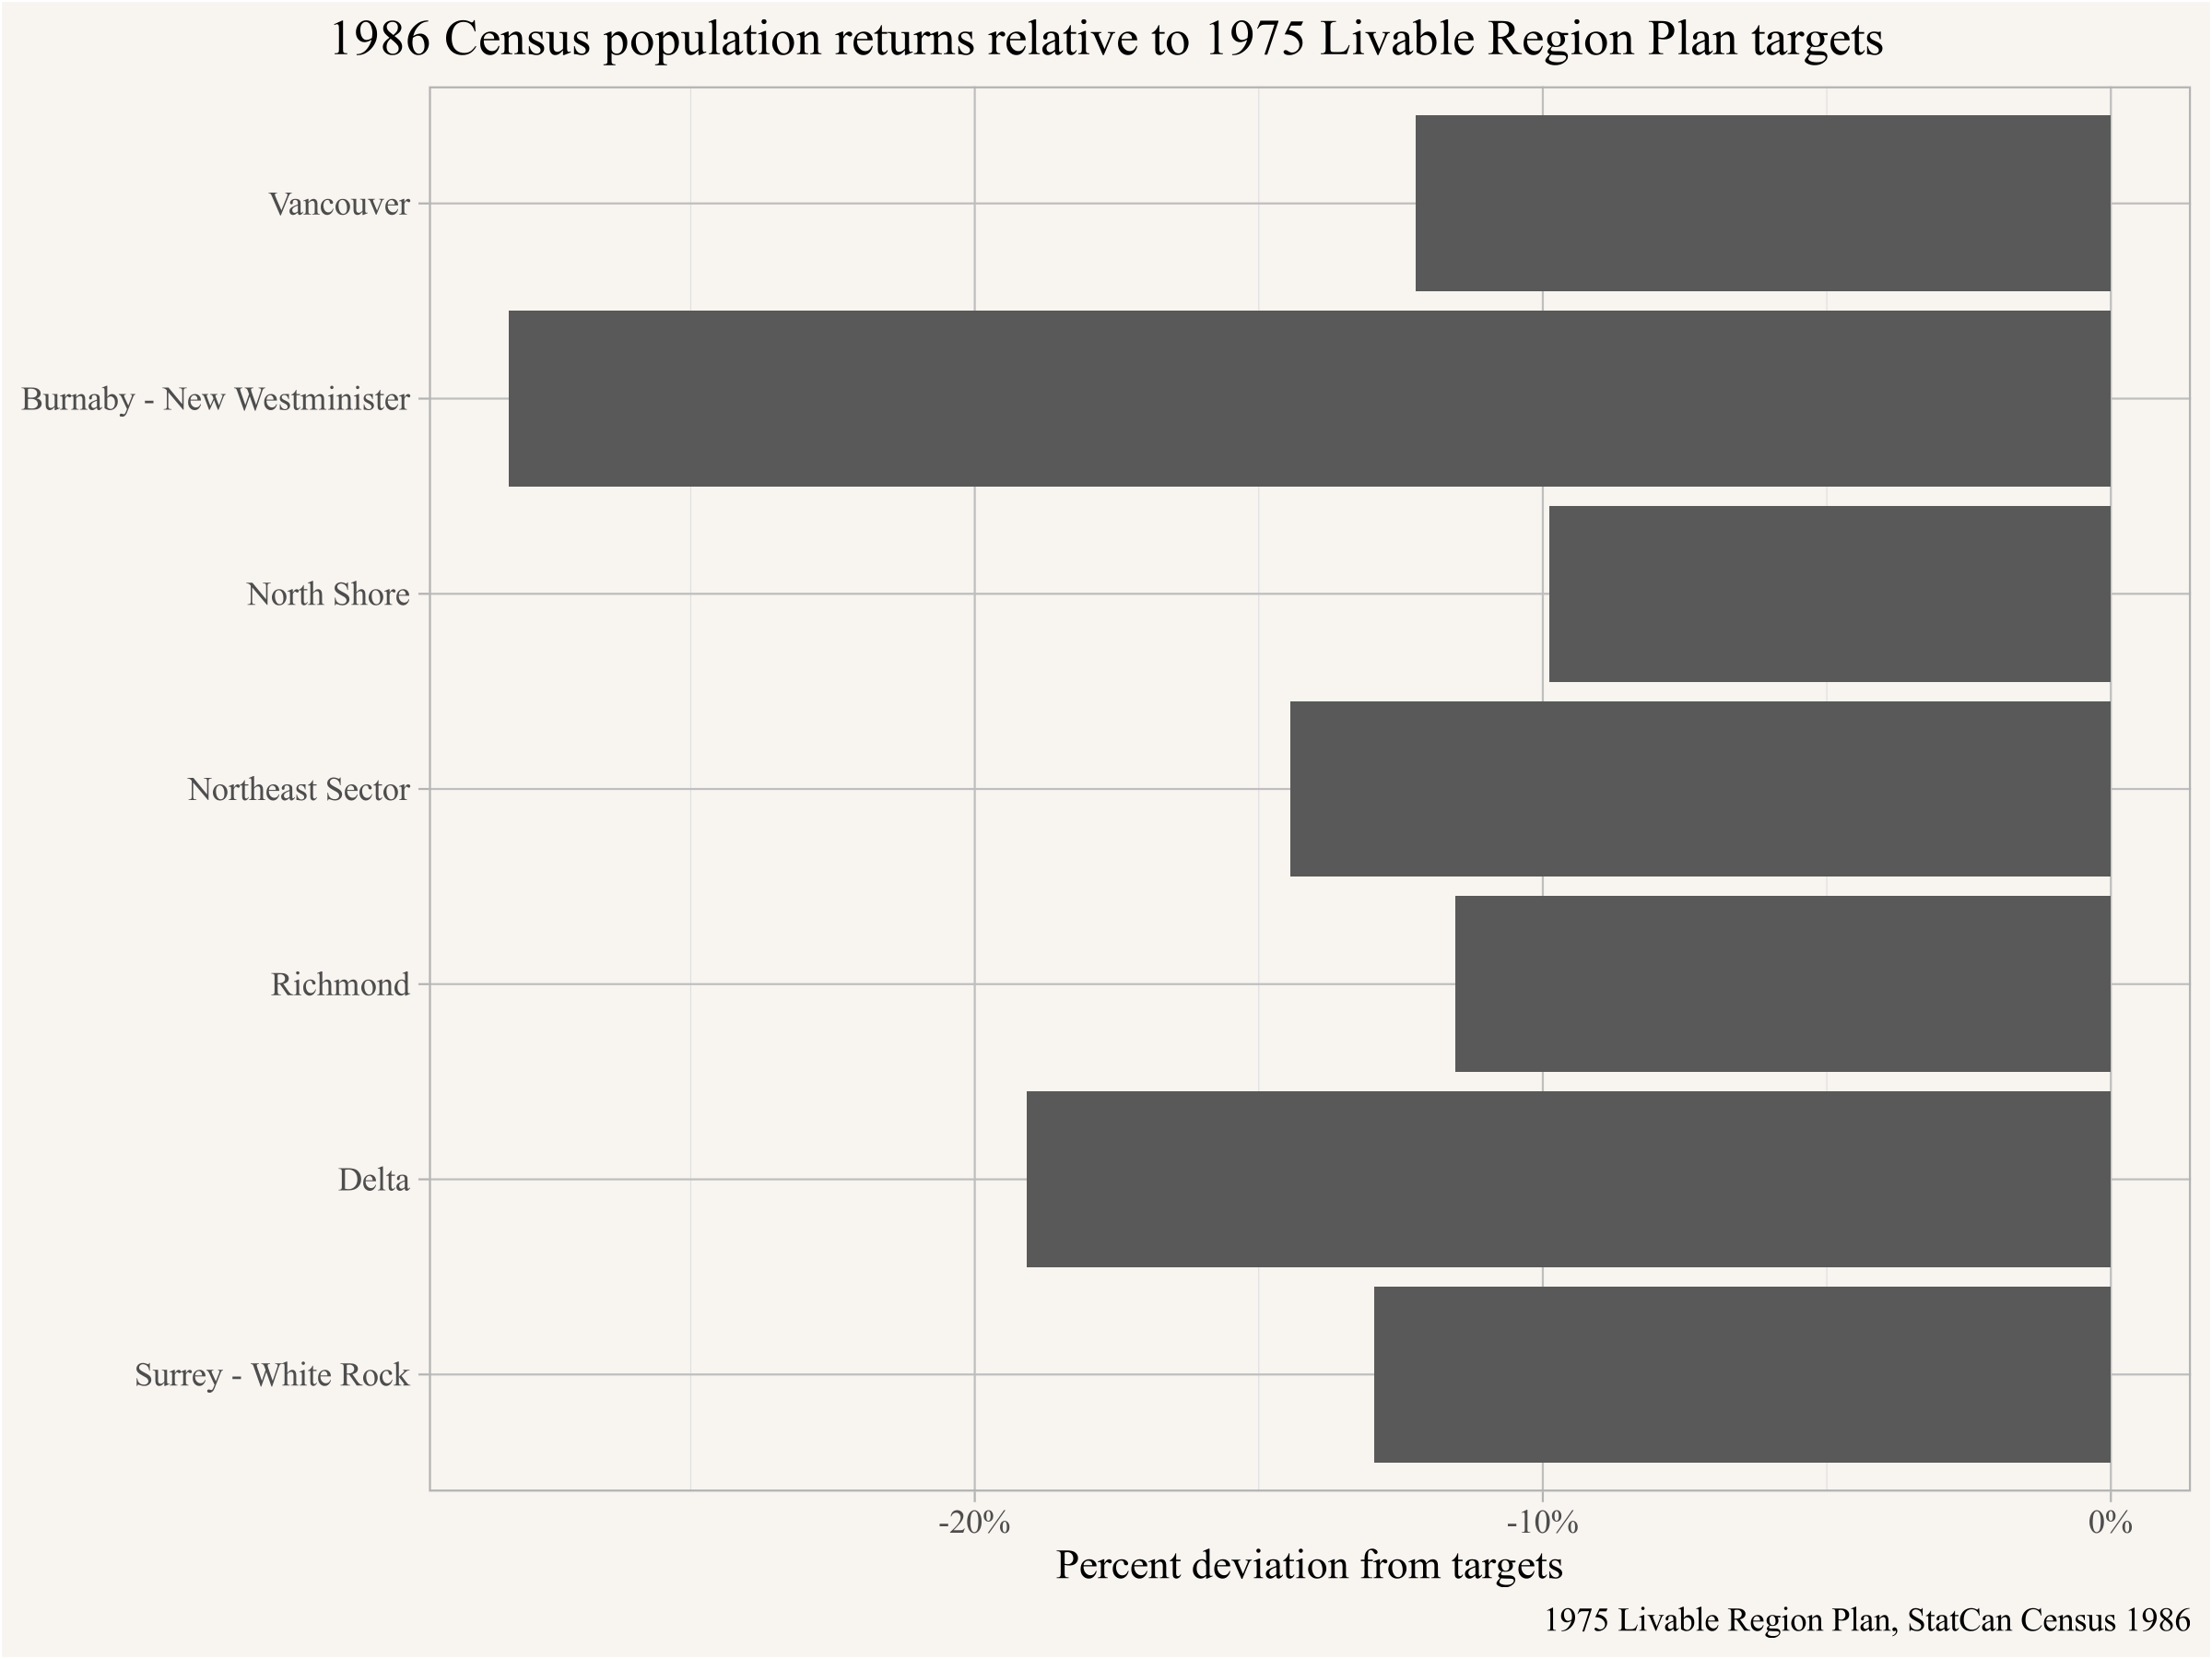 1986 Census population returns relative to 1975 Livable Region Plan targets
Vancouver
Burnaby - New Westminister
North Shore
Northeast Sector
Richmond
Delta
Surrey - White Rock
-20%
-10%
0%
Percent deviation from targets
1975 Livable Region Plan, StatCan Census 1986